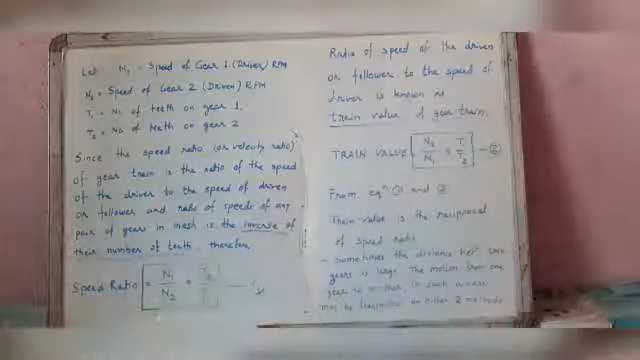 Let N₁ = Speed of Gear 1 (Driver) RPM
N₂ = Speed of Gear 2 (Driven) RPM
T₁ = No of teeth on gear 1.
T₂ = No of teeth on gear 2
Since the speed ratio (or velocity ratio)
of gear train is the ratio of the speed
of the driver to the speed of driven
or follower and ratio of speeds of any
pair of gears in mesh is the inverse of
their number of teeth therefore
Speed Ratio = N₁/N₂ = T₂
Ratio of speed of the driven
or follower to the speed of
driver is known as
train value of gear train.
TRAIN VALUE = N₂/N₁ = T₁/T₂ — ②
From eqⁿ ① and ②
Train value is the reciprocal
of speed ratio
- Sometimes the distance betⁿ two
gears is large. The motion from one
gear to another, in such a case
may be transmitted by either 2 methods